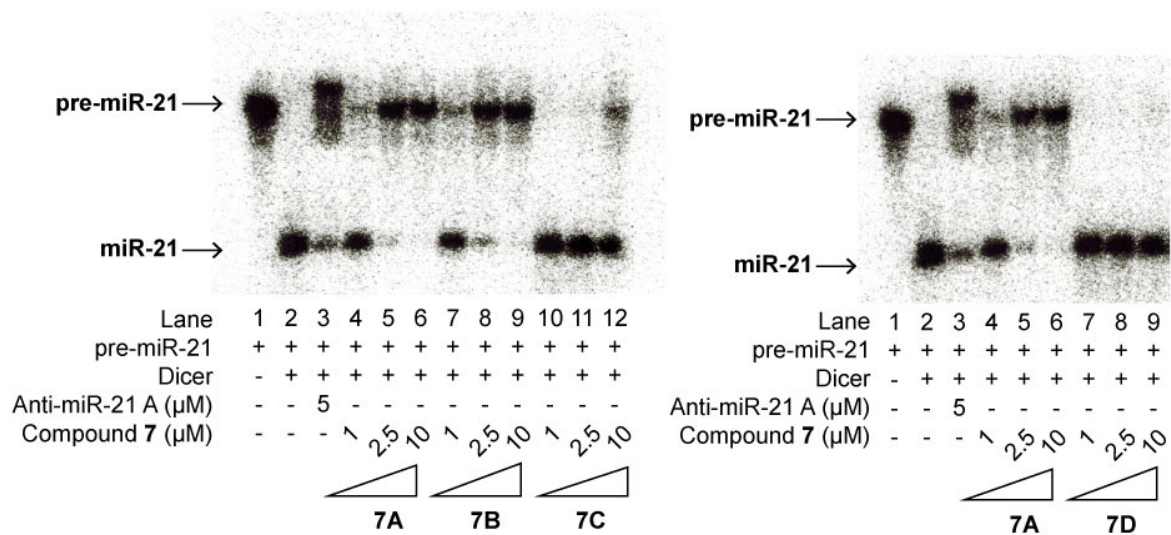 pre-miR-21
miR-21
Lane 1 2 3 4 5 6 7 8 9 10 11 12
pre-miR-21 + + + + + + + + + + + +
Dicer - + + + + + + + + + + +
Anti-miR-21 A (µM) - - 5 - - - - - - - - -
Compound 7 (µM) - - - 1 2.5 10 1 2.5 10 1 2.5 10
7A 7B 7C
pre-miR-21
miR-21
Lane 1 2 3 4 5 6 7 8 9
pre-miR-21 + + + + + + + + +
Dicer - + + + + + + + +
Anti-miR-21 A (µM) - - 5 - - - - - -
Compound 7 (µM) - - - 1 2.5 10 1 2.5 10
7A 7D